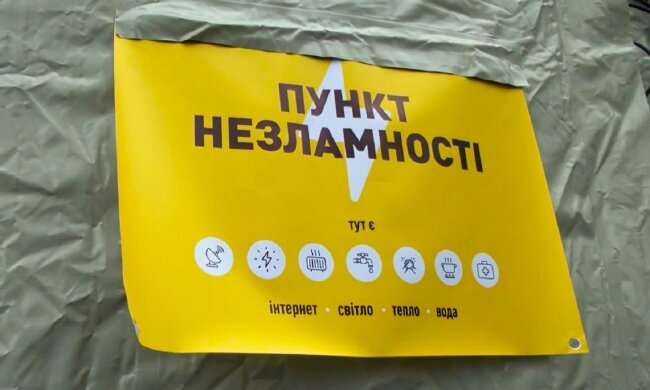 ПУНКТ
НЕЗЛАМНОСТІ
тут є
інтернет · світло · тепло · вода